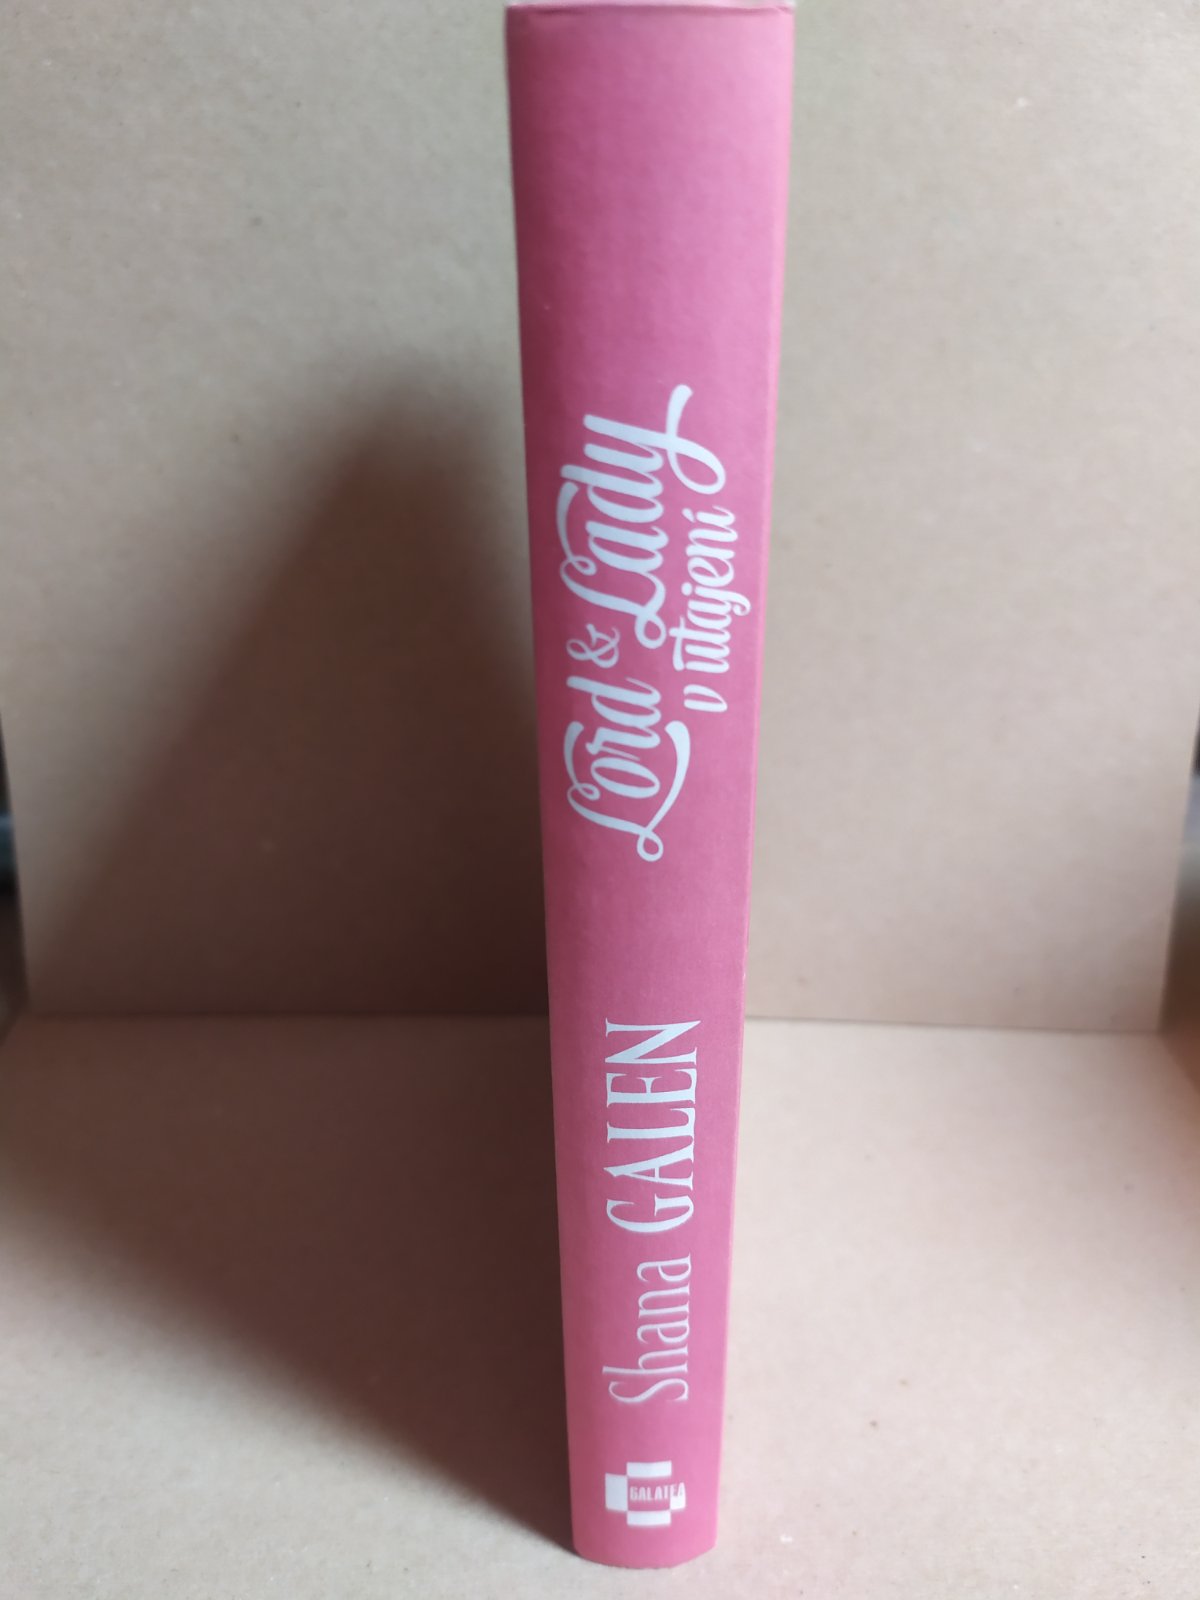 Lord & Lady
v utajení
Shana GALEN
GALATEA